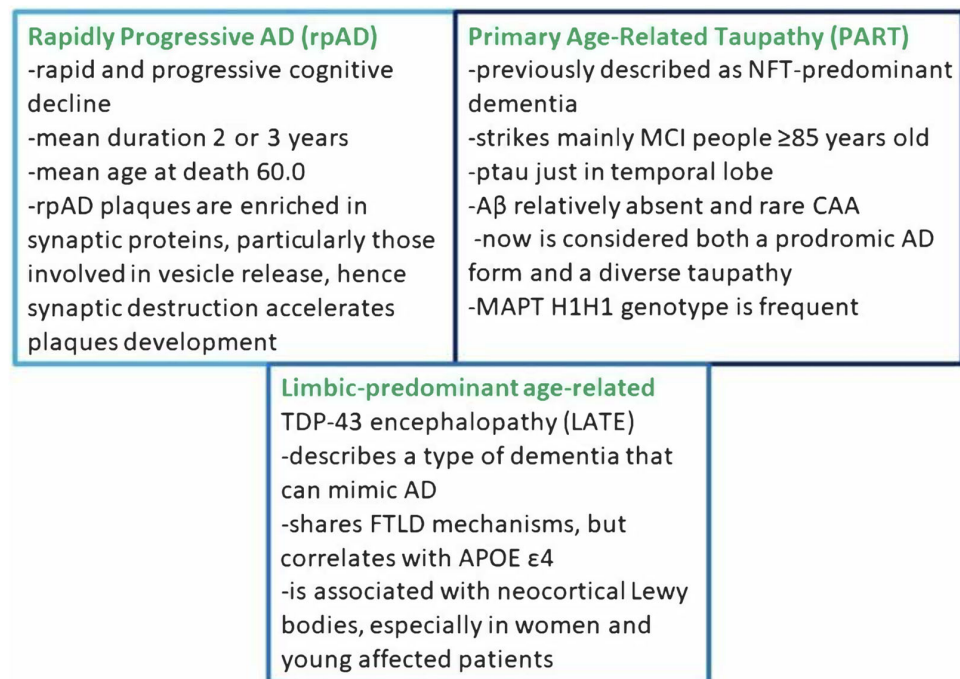 Rapidly Progressive AD (rpAD)
-rapid and progressive cognitive
decline
-mean duration 2 or 3 years
-mean age at death 60.0
-rpAD plaques are enriched in
synaptic proteins, particularly those
involved in vesicle release, hence
synaptic destruction accelerates
plaques development
Primary Age-Related Taupathy (PART)
-previously described as NFT-predominant
dementia
-strikes mainly MCI people ≥85 years old
-ptau just in temporal lobe
-Aβ relatively absent and rare CAA
-now is considered both a prodromic AD
form and a diverse taupathy
-MAPT H1H1 genotype is frequent
Limbic-predominant age-related
TDP-43 encephalopathy (LATE)
-describes a type of dementia that
can mimic AD
-shares FTLD mechanisms, but
correlates with APOE ε4
-is associated with neocortical Lewy
bodies, especially in women and
young affected patients